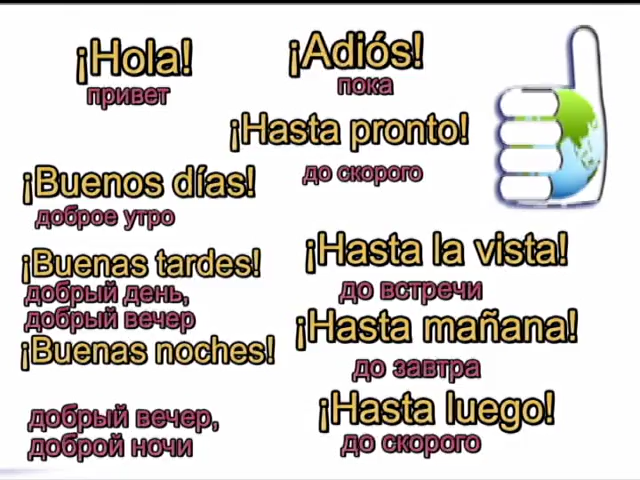 ¡Hola!
привет
¡Buenos días!
доброе утро
¡Buenas tardes!
добрый день,
добрый вечер
¡Buenas noches!
добрый вечер,
доброй ночи
¡Adiós!
пока
¡Hasta pronto!
до скорого
¡Hasta la vista!
до встречи
¡Hasta mañana!
до завтра
¡Hasta luego!
до скорого